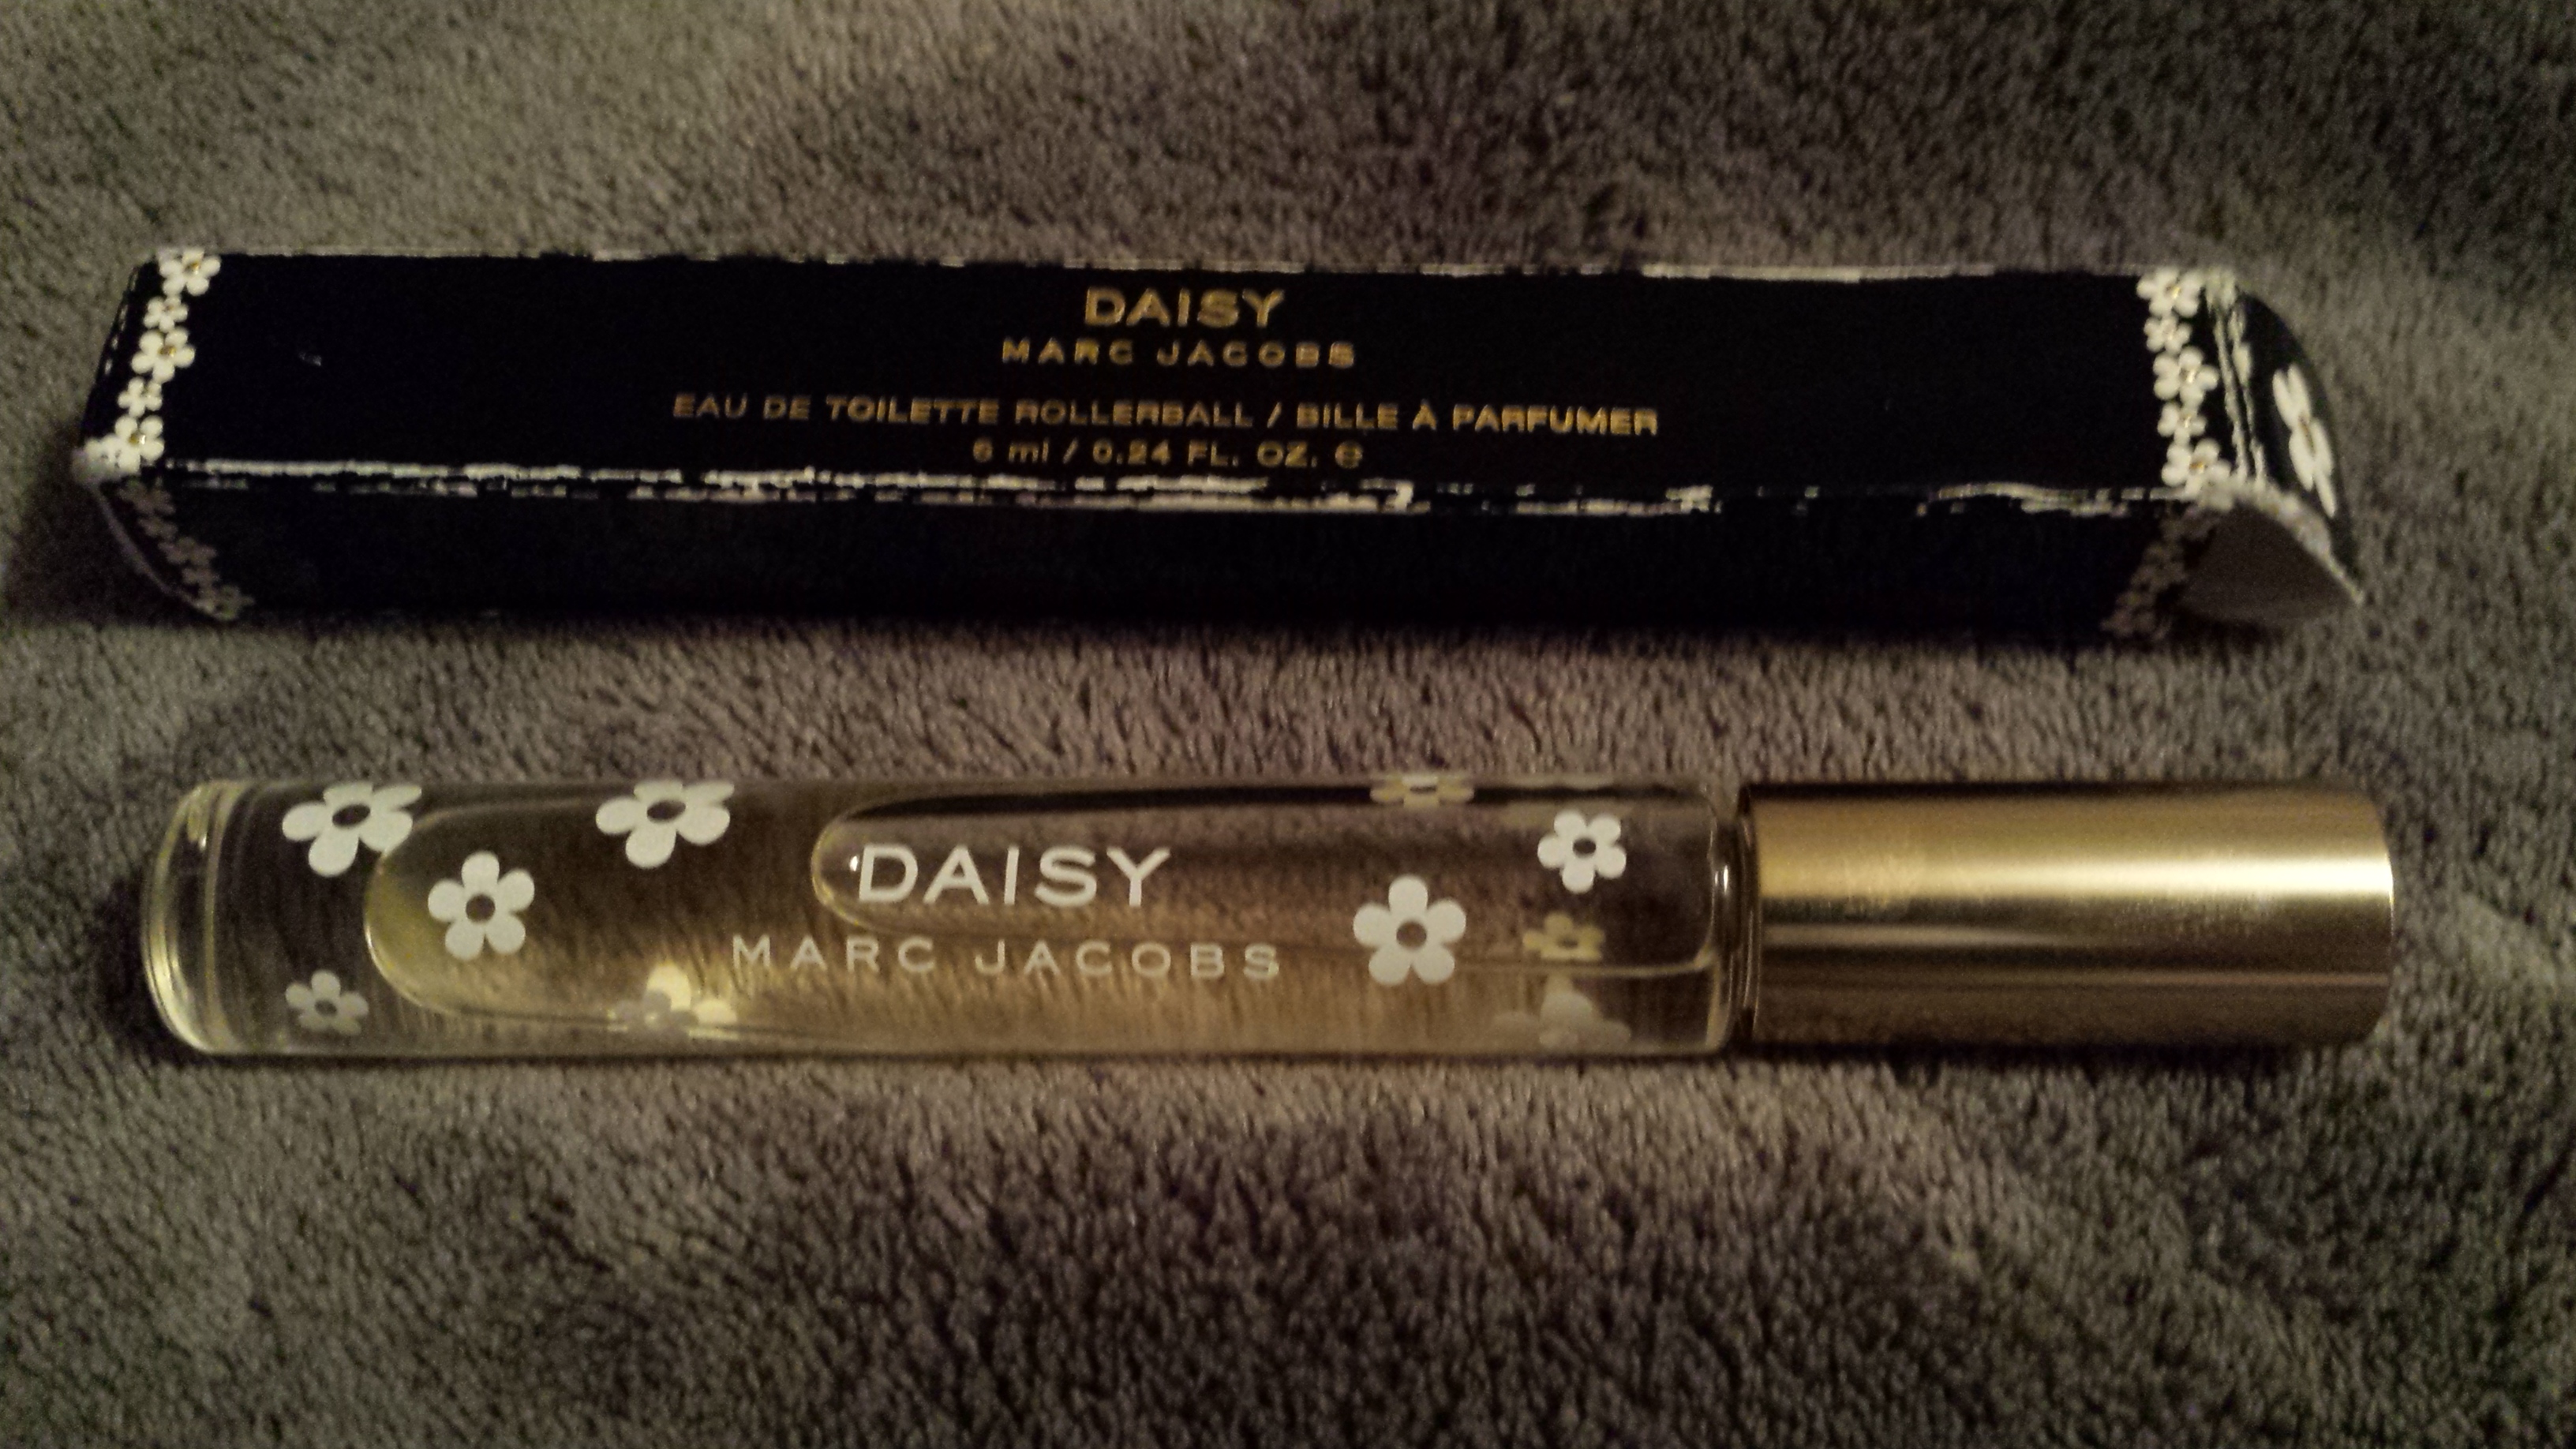 DAISY
MARC JACOBS
EAU DE TOILETTE ROLLERBALL / BILLE À PARFUMER
6 ml / 0.24 FL. OZ. ℮
DAISY
MARC JACOBS